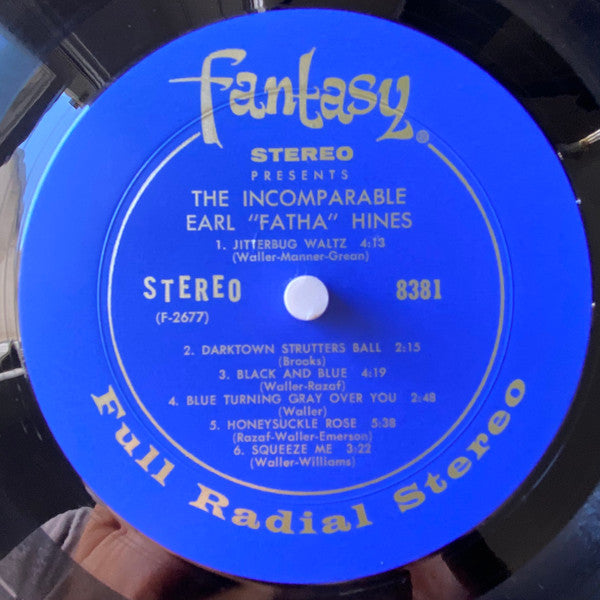 fantasy®
STEREO
PRESENTS
THE INCOMPARABLE
EARL "FATHA" HINES
1. JITTERBUG WALTZ 4:13
(Waller-Manner-Grean)
STEREO 8381
(F-2677)
2. DARKTOWN STRUTTERS BALL 2:15
(Brooks)
3. BLACK AND BLUE 4:19
(Waller-Razaf)
4. BLUE TURNING GRAY OVER YOU 2:48
(Waller)
5. HONEYSUCKLE ROSE 5:38
(Razaf-Waller-Emerson)
6. SQUEEZE ME 3:22
(Waller-Williams)
Full Radial Stereo